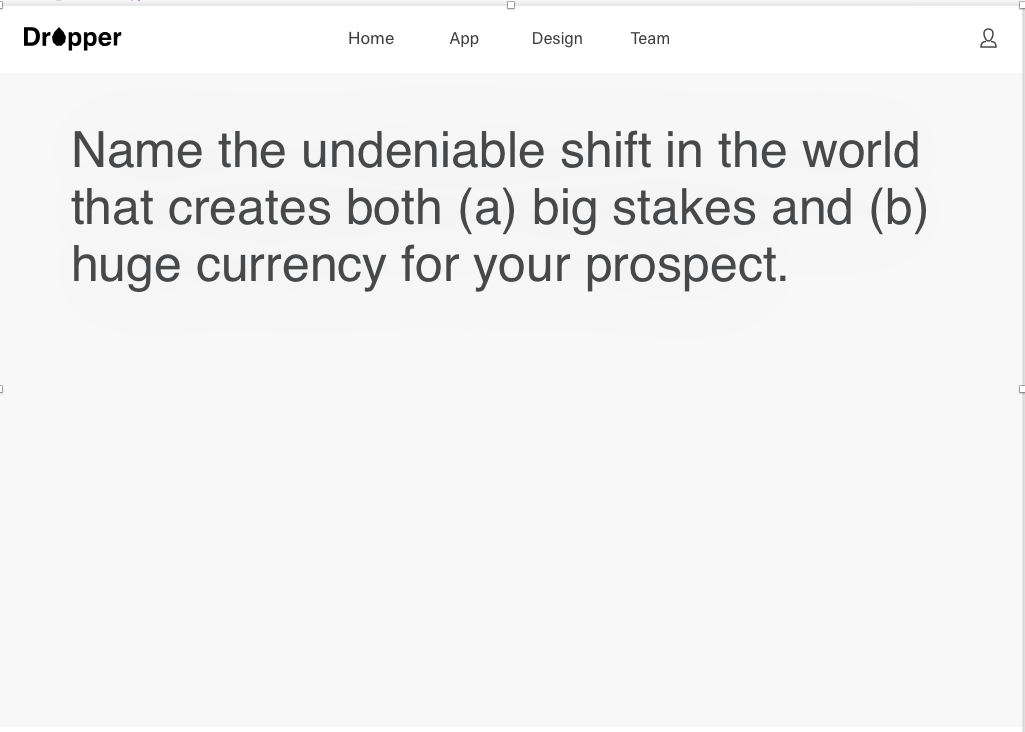 Dropper
Home App Design Team
Name the undeniable shift in the world
that creates both (a) big stakes and (b)
huge currency for your prospect.